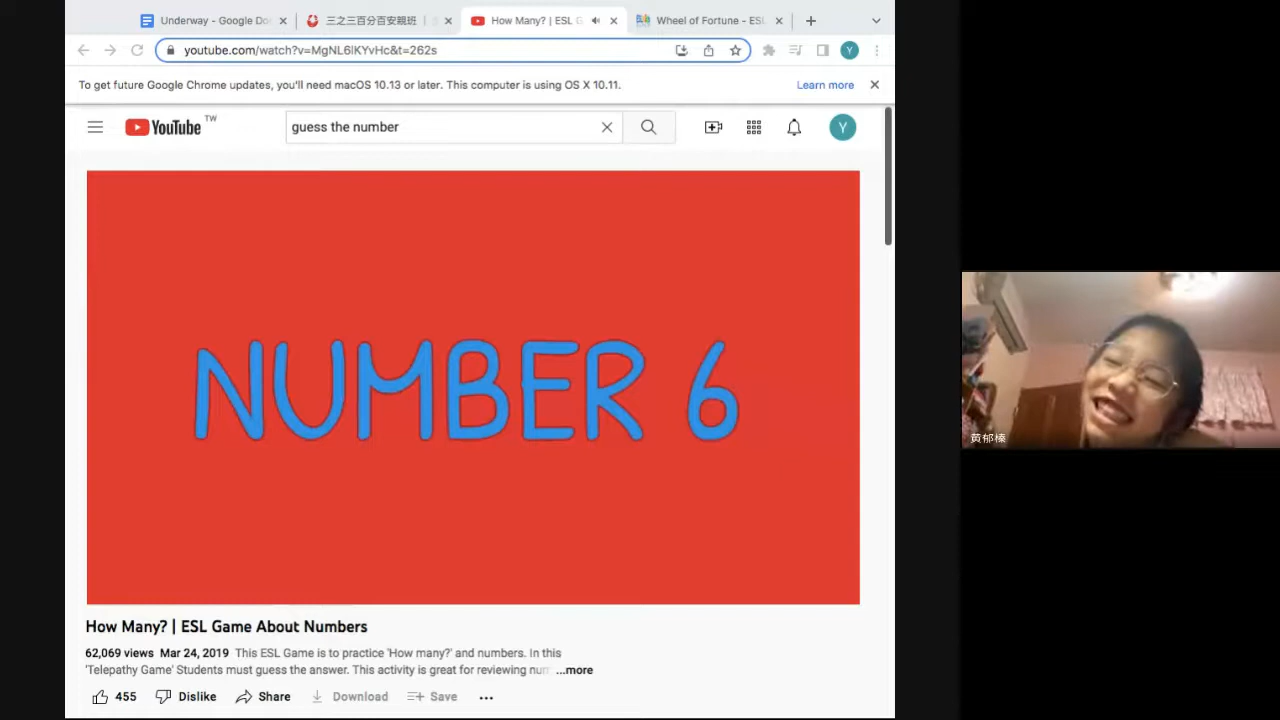 Underway - Google Do
三之三百分百安親班
How Many? | ESL G
Wheel of Fortune - ESL
youtube.com/watch?v=MgNL6lKYvHc&t=262s
Y
To get future Google Chrome updates, you'll need macOS 10.13 or later. This computer is using OS X 10.11.
Learn more
YouTube TW
guess the number
Y
NUMBER 6
黄郁榛
How Many? | ESL Game About Numbers
62,069 views Mar 24, 2019 This ESL Game is to practice 'How many?' and numbers. In this
'Telepathy Game' Students must guess the answer. This activity is great for reviewing num ...more
455 Dislike Share Download Save